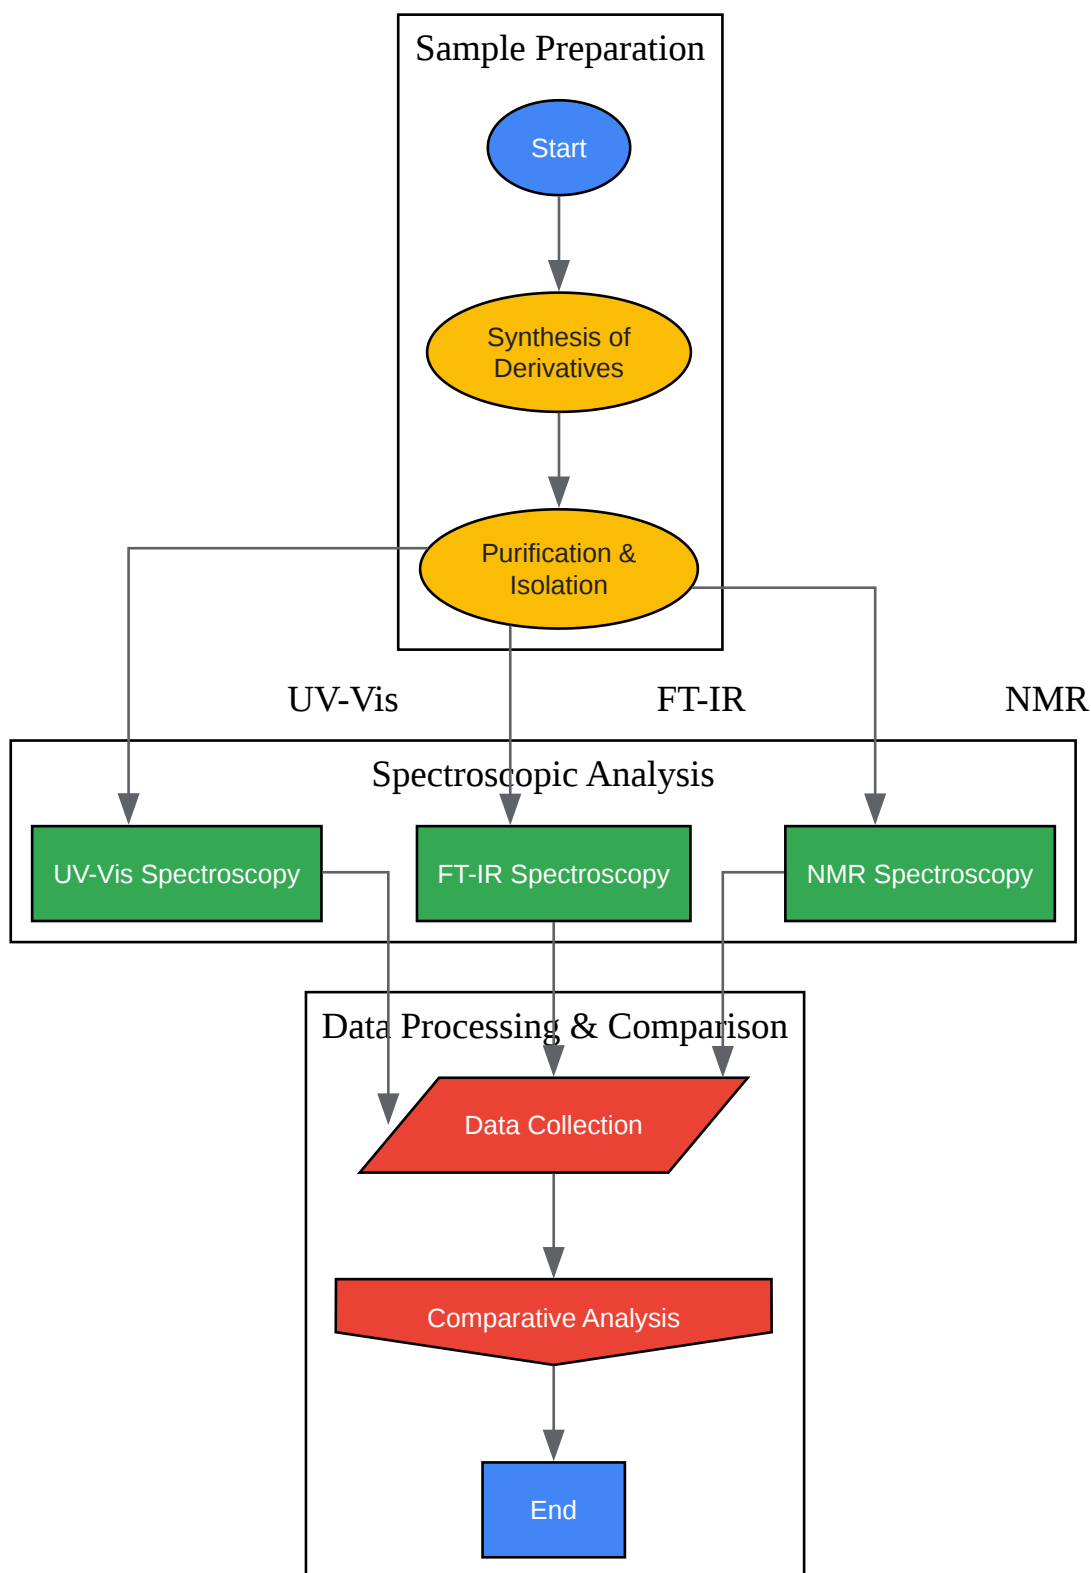 Sample Preparation
Start
Synthesis of
Derivatives
Purification &
Isolation
UV-Vis
FT-IR
NMR
Spectroscopic Analysis
UV-Vis Spectroscopy
FT-IR Spectroscopy
NMR Spectroscopy
Data Processing & Comparison
Data Collection
Comparative Analysis
End